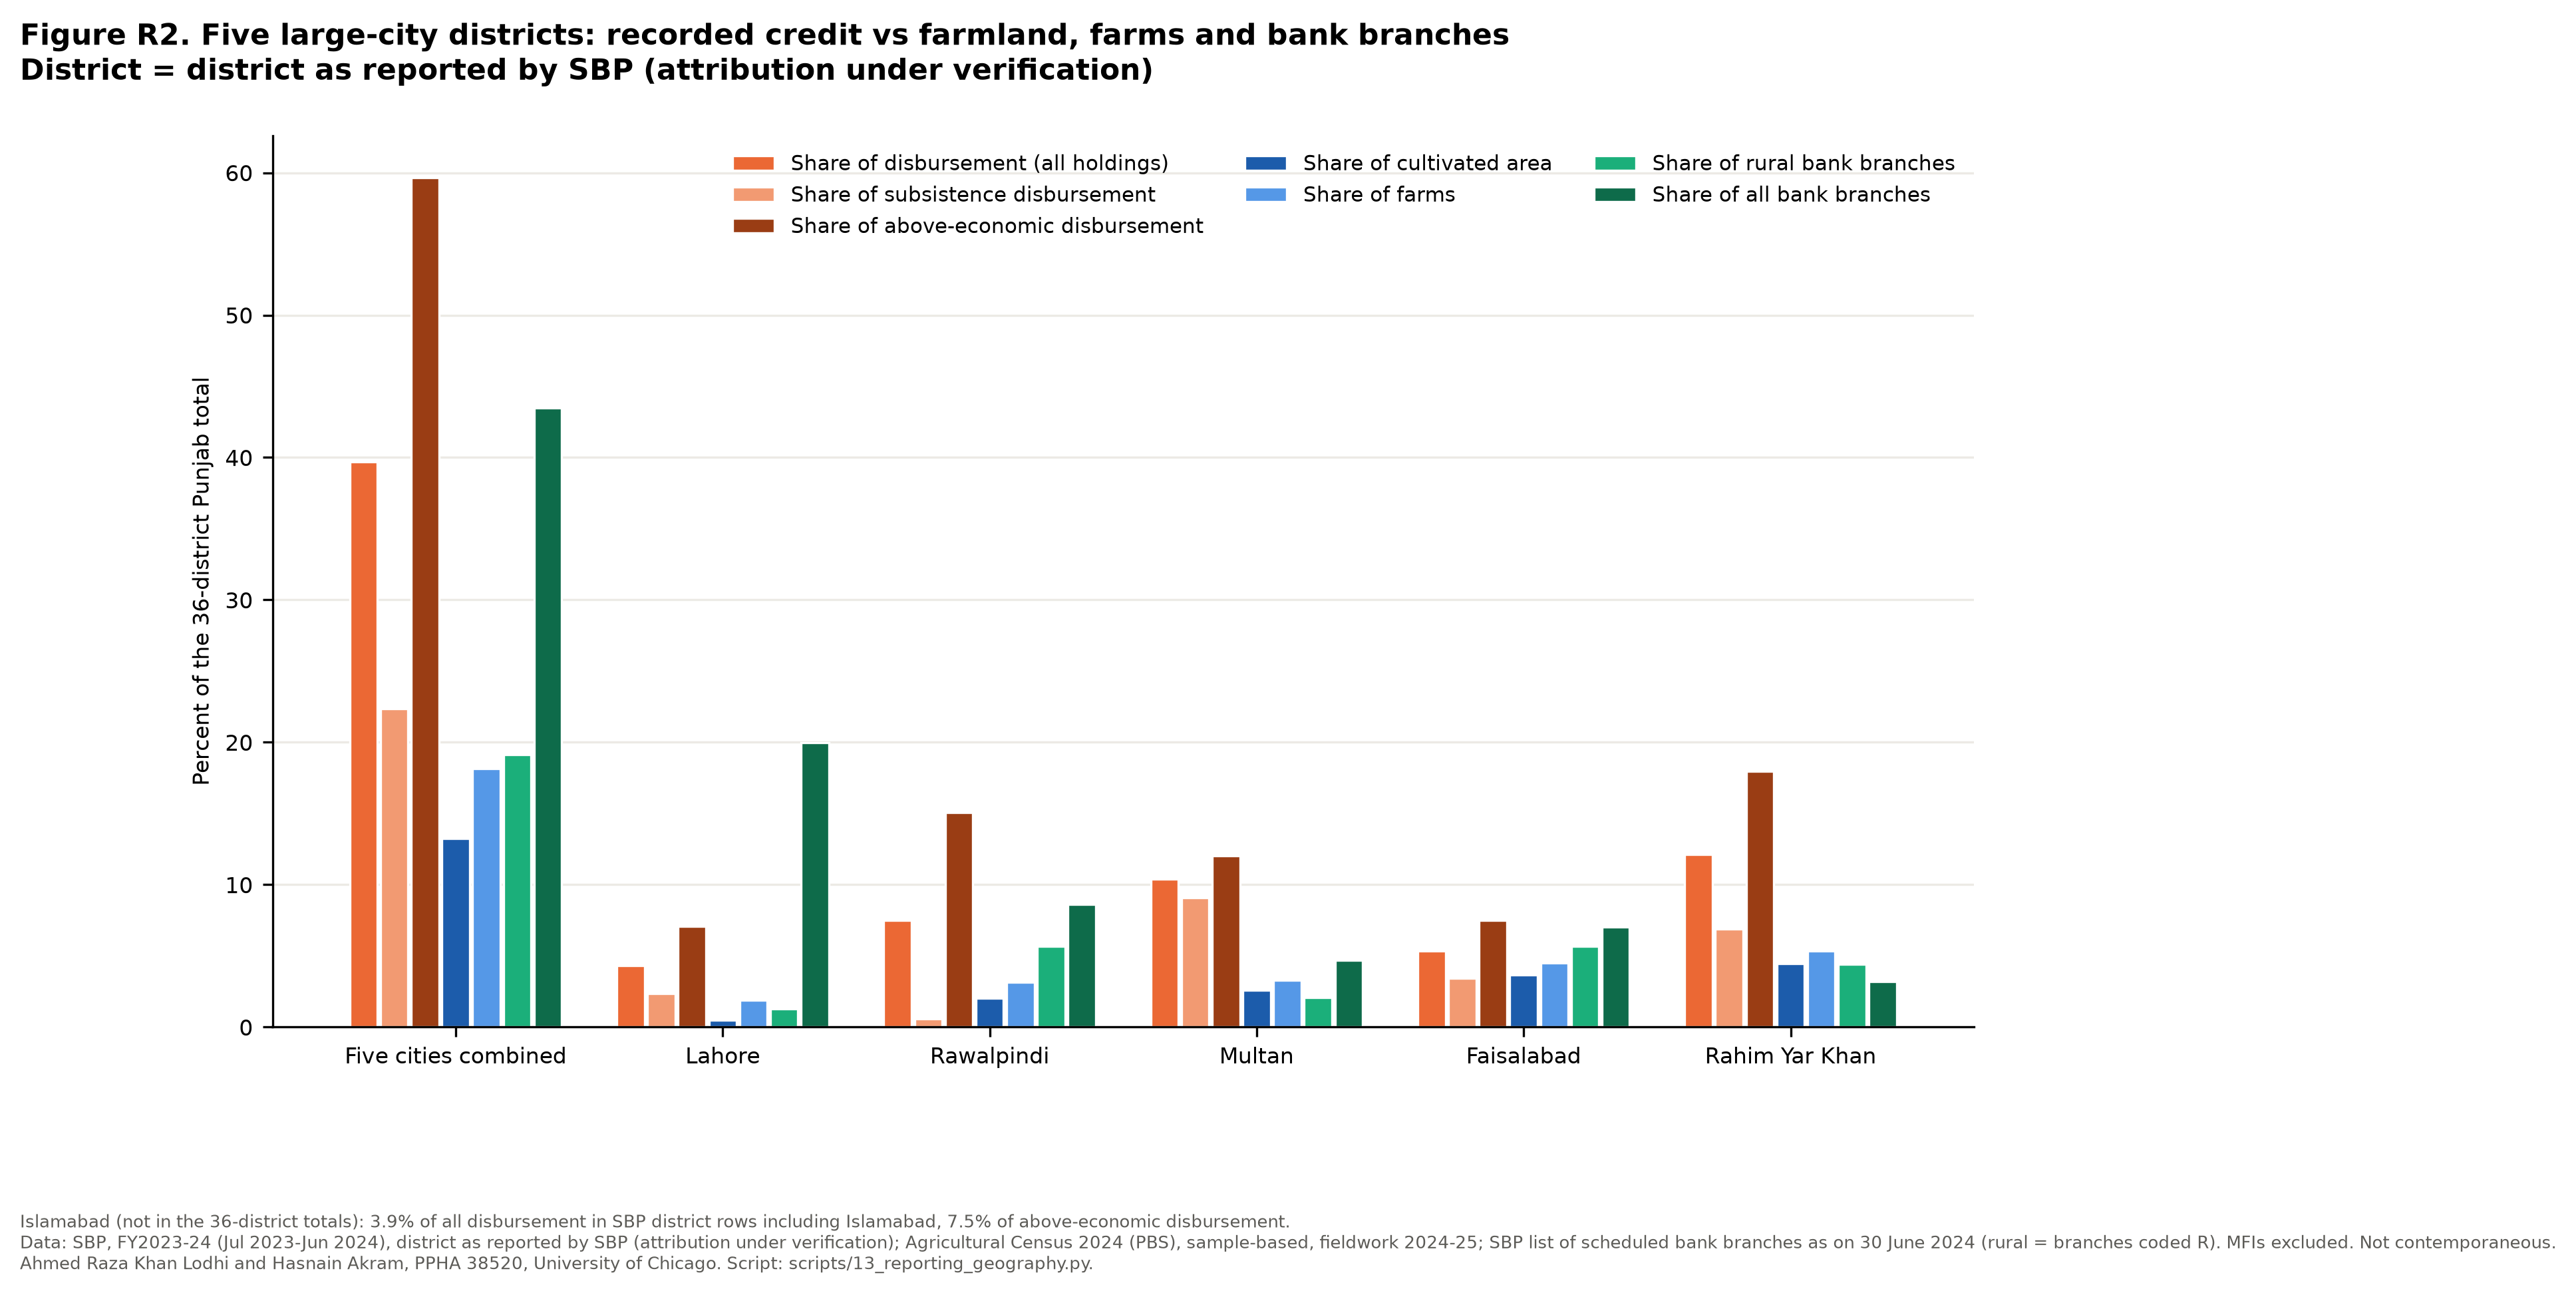 Figure R2. Five large-city districts: recorded credit vs farmland, farms and bank branches
District = district as reported by SBP (attribution under verification)
Share of disbursement (all holdings)
Share of subsistence disbursement
Share of above-economic disbursement
Share of cultivated area
Share of farms
Share of rural bank branches
Share of all bank branches
Percent of the 36-district Punjab total
60
50
40
30
20
10
0
Five cities combined
Lahore
Rawalpindi
Multan
Faisalabad
Rahim Yar Khan
Islamabad (not in the 36-district totals): 3.9% of all disbursement in SBP district rows including Islamabad, 7.5% of above-economic disbursement.
Data: SBP, FY2023-24 (Jul 2023-Jun 2024), district as reported by SBP (attribution under verification); Agricultural Census 2024 (PBS), sample-based, fieldwork 2024-25; SBP list of scheduled bank branches as on 30 June 2024 (rural = branches coded R). MFIs excluded. Not contemporaneous.
Ahmed Raza Khan Lodhi and Hasnain Akram, PPHA 38520, University of Chicago. Script: scripts/13_reporting_geography.py.